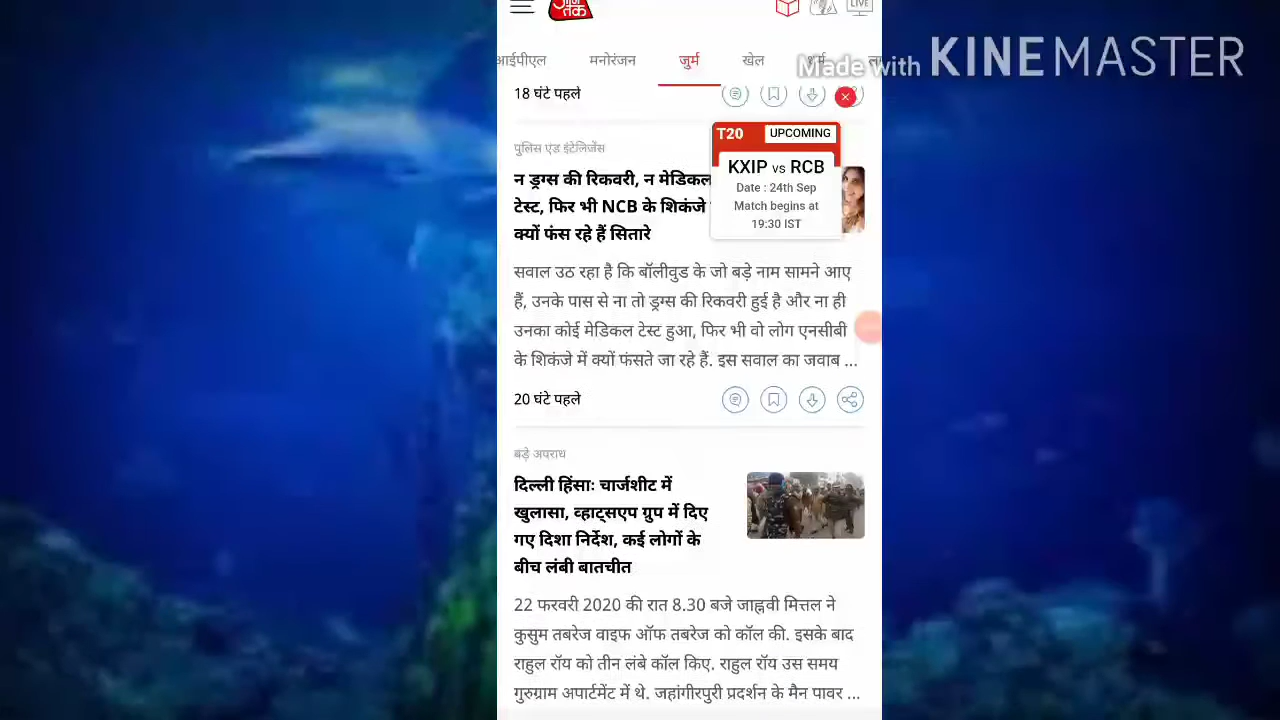 आज
तक
LIVE
आईपीएल मनोरंजन जुर्म खेल
Made with KINEMASTER
18 घंटे पहले
T20 UPCOMING
KXIP vs RCB
Date : 24th Sep
Match begins at
19:30 IST
पुलिस एंड इंटेलिजेंस
न ड्रग्स की रिकवरी, न मेडिकल
टेस्ट, फिर भी NCB के शिकंजे
क्यों फंस रहे हैं सितारे
सवाल उठ रहा है कि बॉलीवुड के जो बड़े नाम सामने आए
हैं, उनके पास से ना तो ड्रग्स की रिकवरी हुई है और ना ही
उनका कोई मेडिकल टेस्ट हुआ, फिर भी वो लोग एनसीबी
के शिकंजे में क्यों फंसते जा रहे हैं. इस सवाल का जवाब ...
20 घंटे पहले
बड़े अपराध
दिल्ली हिंसाः चार्जशीट में
खुलासा, व्हाट्सएप ग्रुप में दिए
गए दिशा निर्देश, कई लोगों के
बीच लंबी बातचीत
22 फरवरी 2020 की रात 8.30 बजे जाह्नवी मित्तल ने
कुसुम तबरेज वाइफ ऑफ तबरेज को कॉल की. इसके बाद
राहुल रॉय को तीन लंबे कॉल किए. राहुल रॉय उस समय
गुरुग्राम अपार्टमेंट में थे. जहांगीरपुरी प्रदर्शन के मैन पावर ...